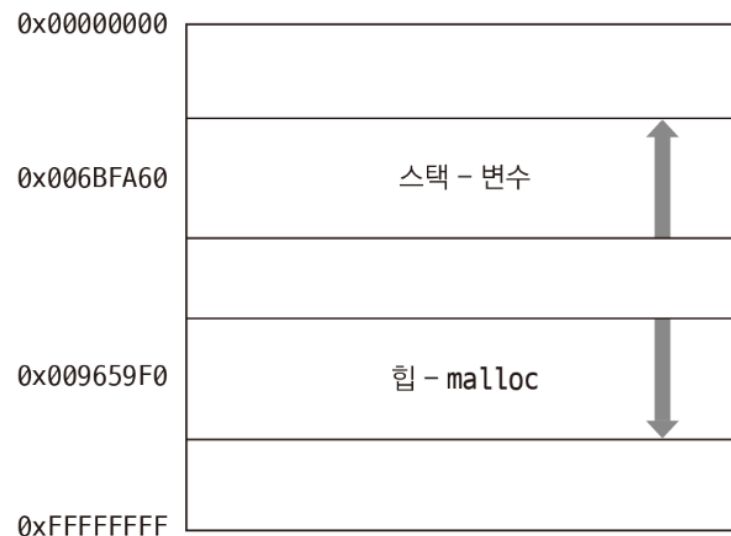 0x00000000
0x006BFA60
스택 – 변수
0x009659F0
힙 – malloc
0xFFFFFFFF